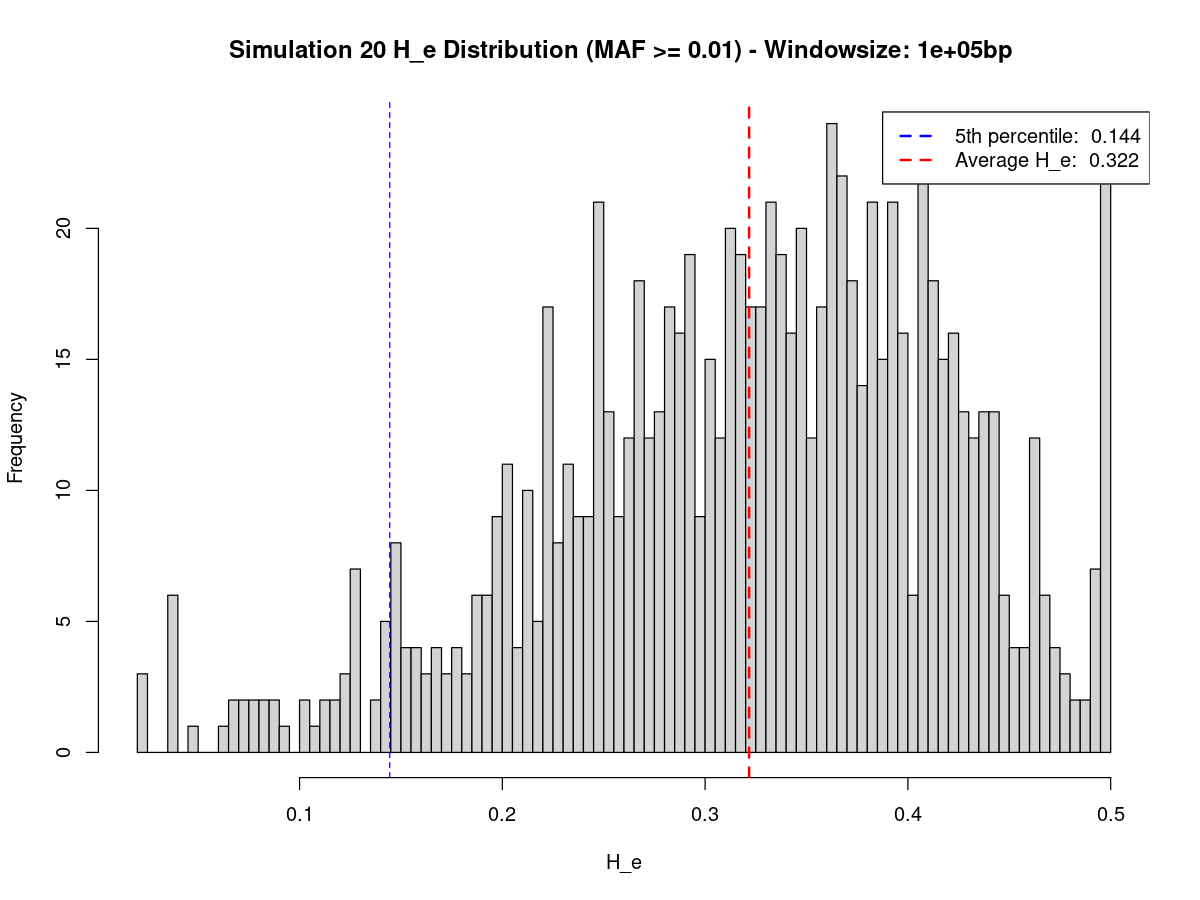 Simulation 20 H_e Distribution (MAF >= 0.01) - Windowsize: 1e+05bp
5th percentile: 0.144
Average H_e: 0.322
Frequency
20
15
10
5
0
0.1 0.2 0.3 0.4 0.5
H_e